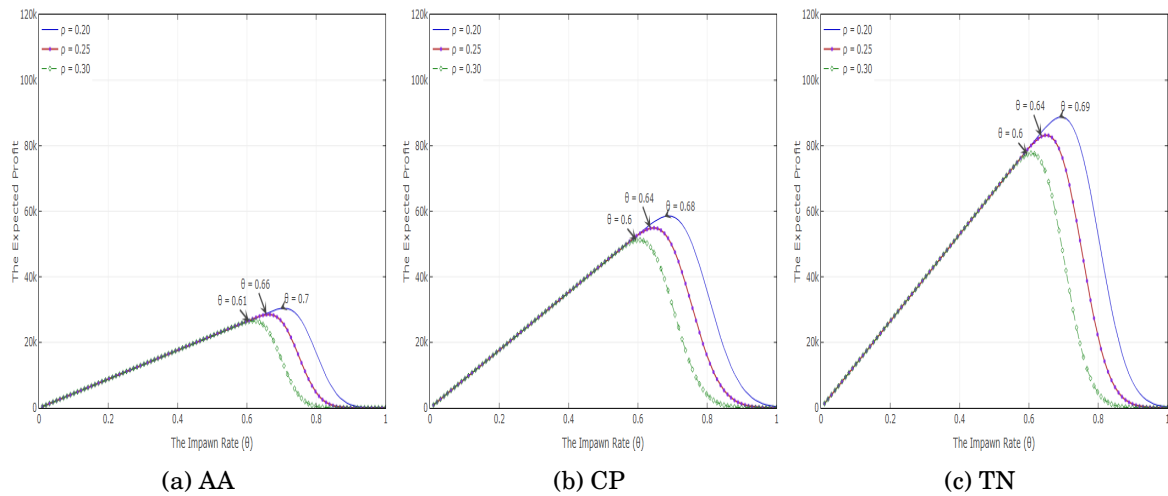 120k
100k
80k
60k
40k
20k
0
The Expected Profit
ρ = 0.20
ρ = 0.25
ρ = 0.30
θ = 0.61
θ = 0.66
θ = 0.7
0 0.2 0.4 0.6 0.8 1
The Impawn Rate (θ)
(a) AA
120k
100k
80k
60k
40k
20k
0
The Expected Profit
ρ = 0.20
ρ = 0.25
ρ = 0.30
θ = 0.6
θ = 0.64
θ = 0.68
0 0.2 0.4 0.6 0.8 1
The Impawn Rate (θ)
(b) CP
120k
100k
80k
60k
40k
20k
0
The Expected Profit
ρ = 0.20
ρ = 0.25
ρ = 0.30
θ = 0.6
θ = 0.64
θ = 0.69
0 0.2 0.4 0.6 0.8 1
The Impawn Rate (θ)
(c) TN